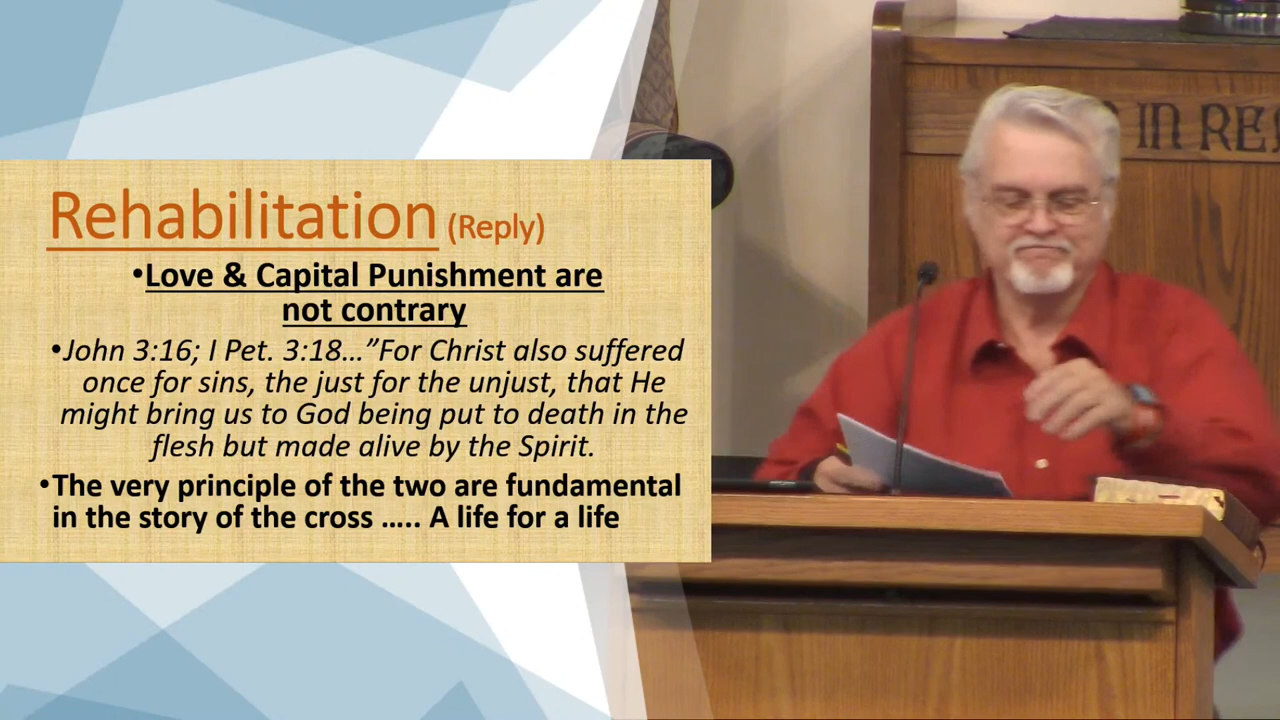 Rehabilitation (Reply)
•Love & Capital Punishment are
not contrary
•John 3:16; I Pet. 3:18…”For Christ also suffered
once for sins, the just for the unjust, that He
might bring us to God being put to death in the
flesh but made alive by the Spirit.
•The very principle of the two are fundamental
in the story of the cross ….. A life for a life
IN RE